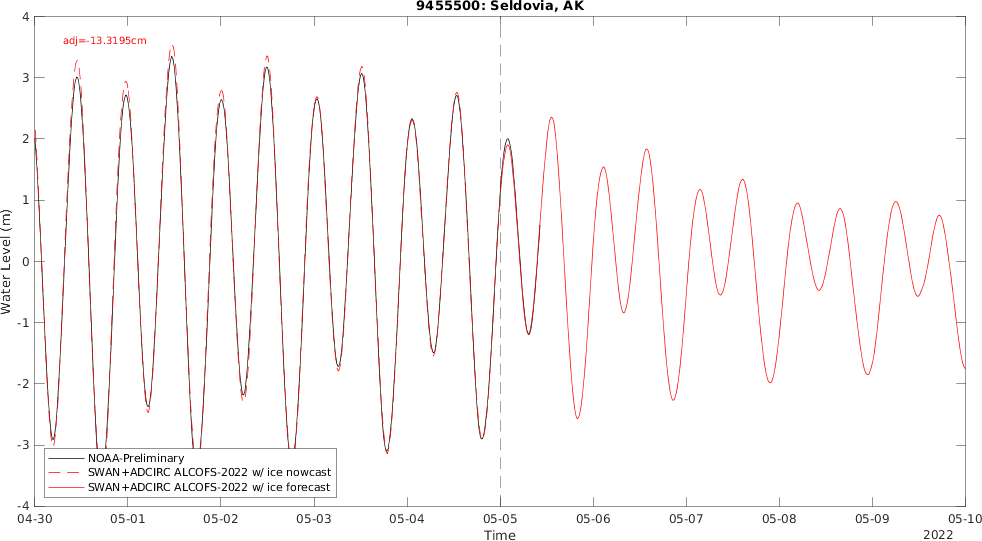 9455500: Seldovia, AK
adj=-13.3195cm
4
3
2
1
0
-1
-2
-3
-4
Water Level (m)
NOAA-Preliminary
SWAN+ADCIRC ALCOFS-2022 w/ ice nowcast
SWAN+ADCIRC ALCOFS-2022 w/ ice forecast
04-30 05-01 05-02 05-03 05-04 05-05 05-06 05-07 05-08 05-09 05-10
Time
2022